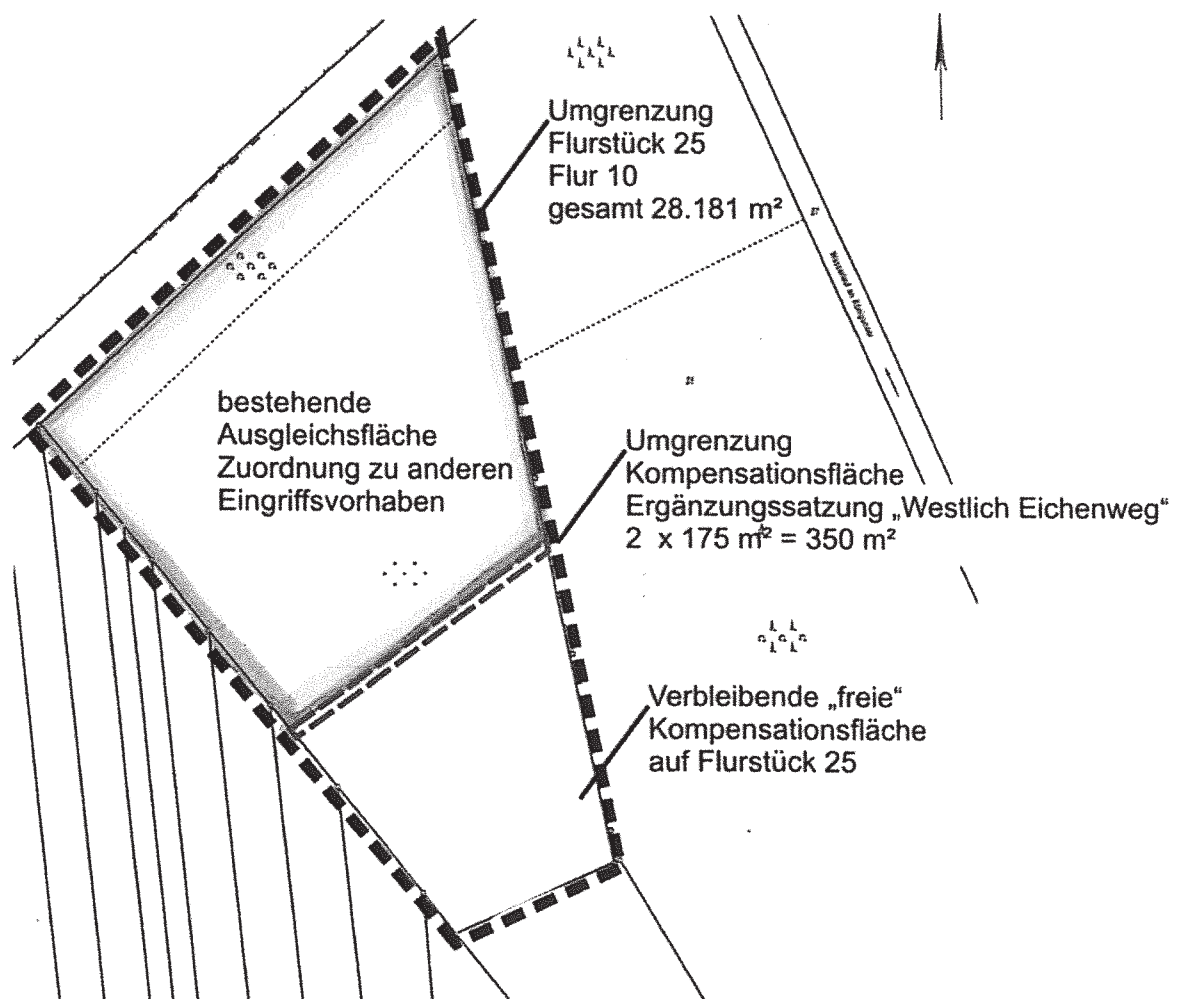 Umgrenzung
Flurstück 25
Flur 10
gesamt 28.181 m²
bestehende
Ausgleichsfläche
Zuordnung zu anderen
Eingriffsvorhaben
Umgrenzung
Kompensationsfläche
Ergänzungssatzung „Westlich Eichenweg“
2 x 175 m² = 350 m²
Verbleibende „freie“
Kompensationsfläche
auf Flurstück 25